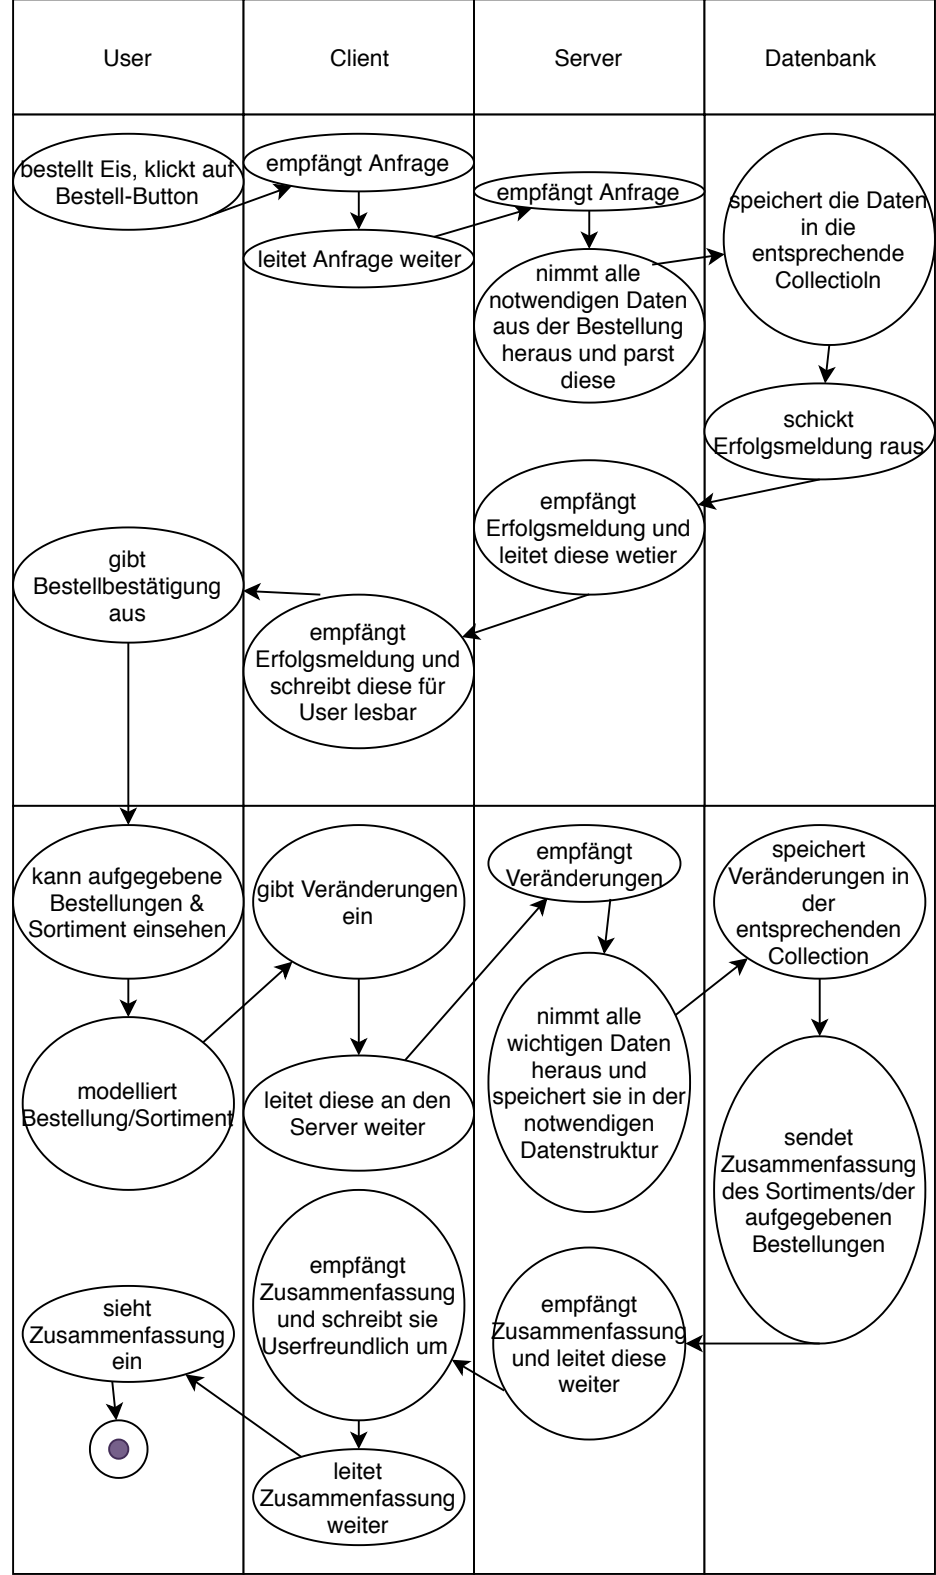 User
Client
Server
Datenbank
bestellt Eis, klickt auf
Bestell-Button
empfängt Anfrage
leitet Anfrage weiter
empfängt Anfrage
nimmt alle
notwendigen Daten
aus der Bestellung
heraus und parst
diese
speichert die Daten
in die
entsprechende
Collectioln
schickt
Erfolgsmeldung raus
empfängt
Erfolgsmeldung und
leitet diese wetier
empfängt
Erfolgsmeldung und
schreibt diese für
User lesbar
gibt
Bestellbestätigung
aus
kann aufgegebene
Bestellungen &
Sortiment einsehen
modelliert
Bestellung/Sortiment
gibt Veränderungen
ein
leitet diese an den
Server weiter
empfängt
Veränderungen
nimmt alle
wichtigen Daten
heraus und
speichert sie in der
notwendigen
Datenstruktur
speichert
Veränderungen in
der
entsprechenden
Collection
sendet
Zusammenfassung
des Sortiments/der
aufgegebenen
Bestellungen
empfängt
Zusammenfassung
und leitet diese
weiter
empfängt
Zusammenfassung
und schreibt sie
Userfreundlich um
leitet
Zusammenfassung
weiter
sieht
Zusammenfassung
ein